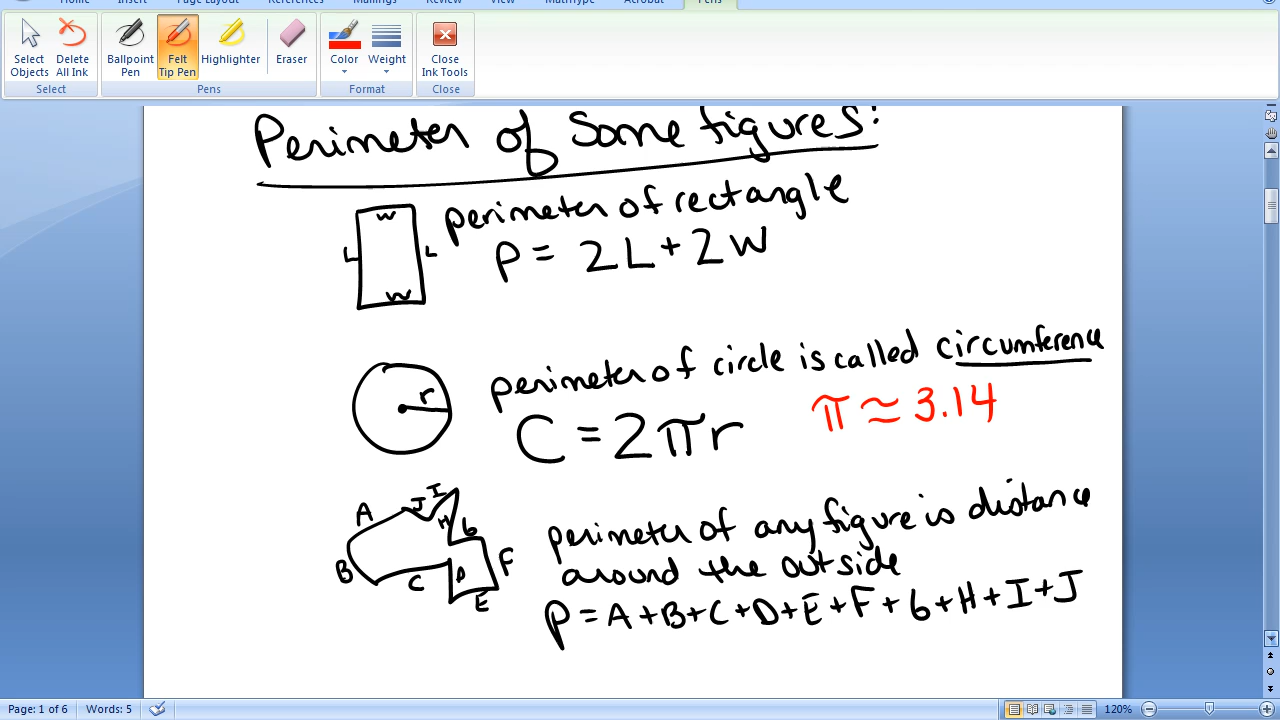 Home Insert Page Layout References Mailings Review View MathType Acrobat Pens
Select Objects
Delete All Ink
Ballpoint Pen
Felt Tip Pen
Highlighter
Eraser
Color
Weight
Close Ink Tools
Select Pens Format Close
Perimeter of Some figures:
W
L
L
W
perimeter of rectangle
P = 2L + 2W
r
perimeter of circle is called circumference
C = 2πr
π ≈ 3.14
A
J
I
H
G
B
C
D
F
E
perimeter of any figure is distance
around the outside
P = A + B + C + D + E + F + G + H + I + J
Page: 1 of 6 Words: 5 120%